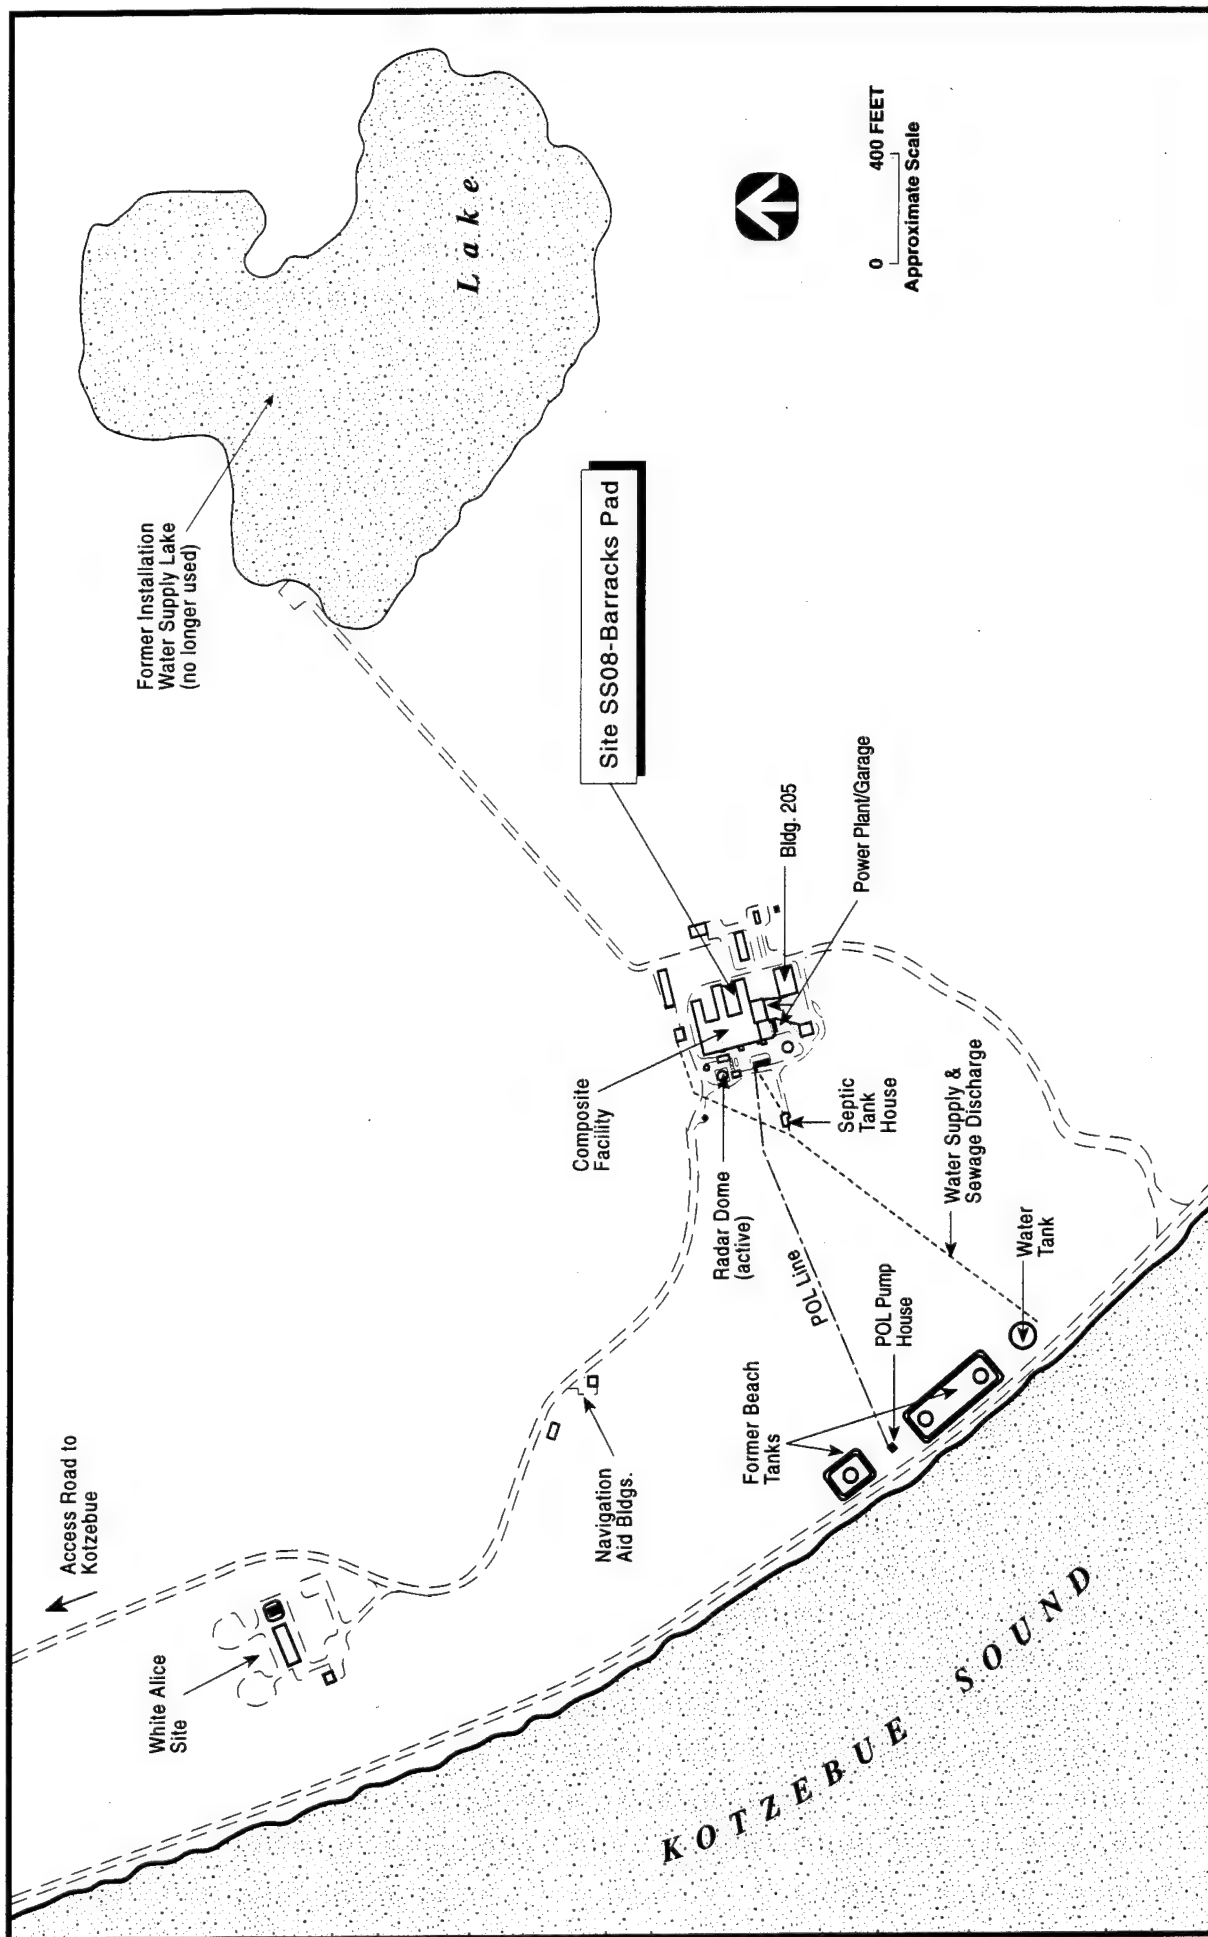 Access Road to
Kotzebue
White Alice
Site
Navigation
Aid Bldgs.
Former Installation
Water Supply Lake
(no longer used)
Lake
Site SS08-Barracks Pad
Composite
Facility
Radar Dome
(active)
Bldg. 205
Power Plant/Garage
Septic
Tank
House
POL Line
Water Supply &
Sewage Discharge
Former Beach
Tanks
POL Pump
House
Water
Tank
KOTZEBUE SOUND
0 400 FEET
Approximate Scale